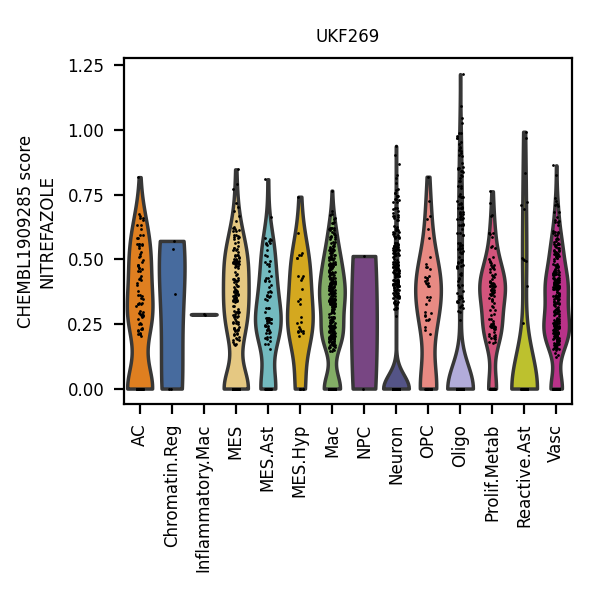 UKF269
CHEMBL1909285 score
NITREFAZOLE
1.25
1.00
0.75
0.50
0.25
0.00
AC
Chromatin.Reg
Inflammatory.Mac
MES
MES.Ast
MES.Hyp
Mac
NPC
Neuron
OPC
Oligo
Prolif.Metab
Reactive.Ast
Vasc